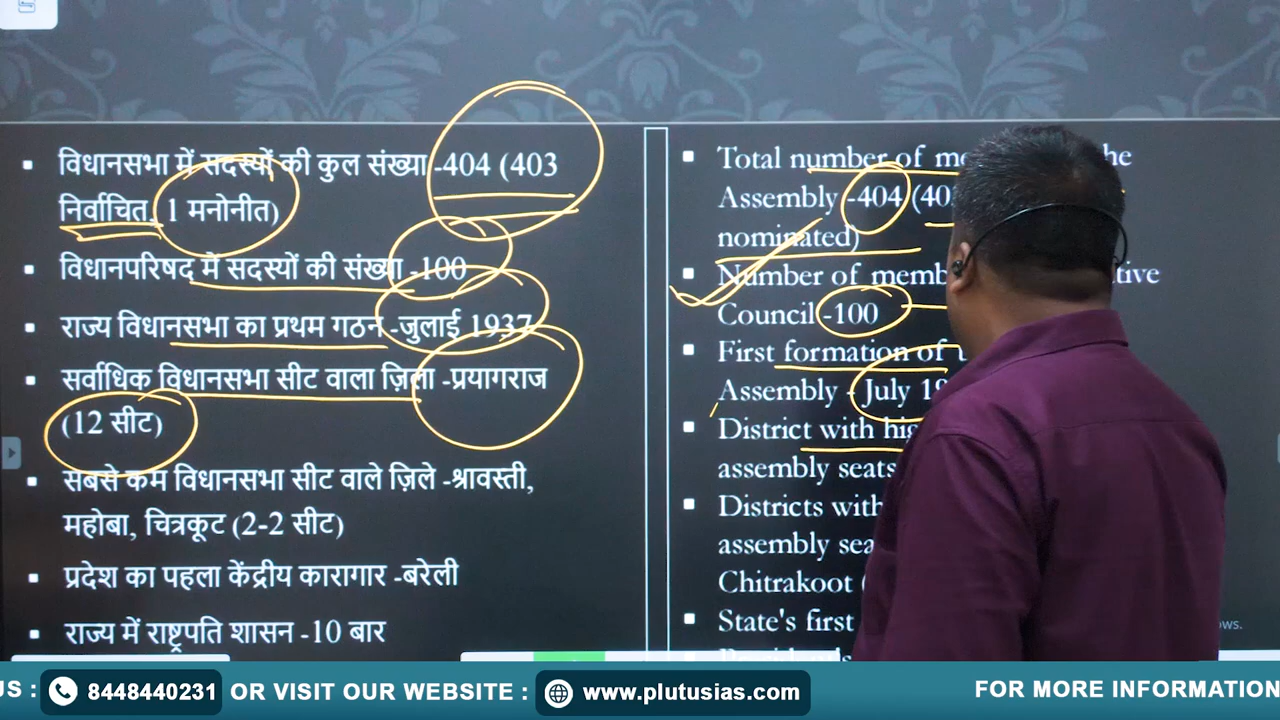 विधानसभा में सदस्यों की कुल संख्या -404 (403
निर्वाचित, 1 मनोनीत)
विधानपरिषद में सदस्यों की संख्या -100
राज्य विधानसभा का प्रथम गठन -जुलाई 1937
सर्वाधिक विधानसभा सीट वाला ज़िला -प्रयागराज
(12 सीट)
सबसे कम विधानसभा सीट वाले ज़िले -श्रावस्ती,
महोबा, चित्रकूट (2-2 सीट)
प्रदेश का पहला केंद्रीय कारागार -बरेली
राज्य में राष्ट्रपति शासन -10 बार
Total number of
Assembly -404
nominated)
Number of
Council -100
First formation of
Assembly - July
District with
assembly seats
Districts with
assembly
Chitrakoot
State's first
US :
8448440231
OR VISIT OUR WEBSITE :
www.plutusias.com
FOR MORE INFORMATION